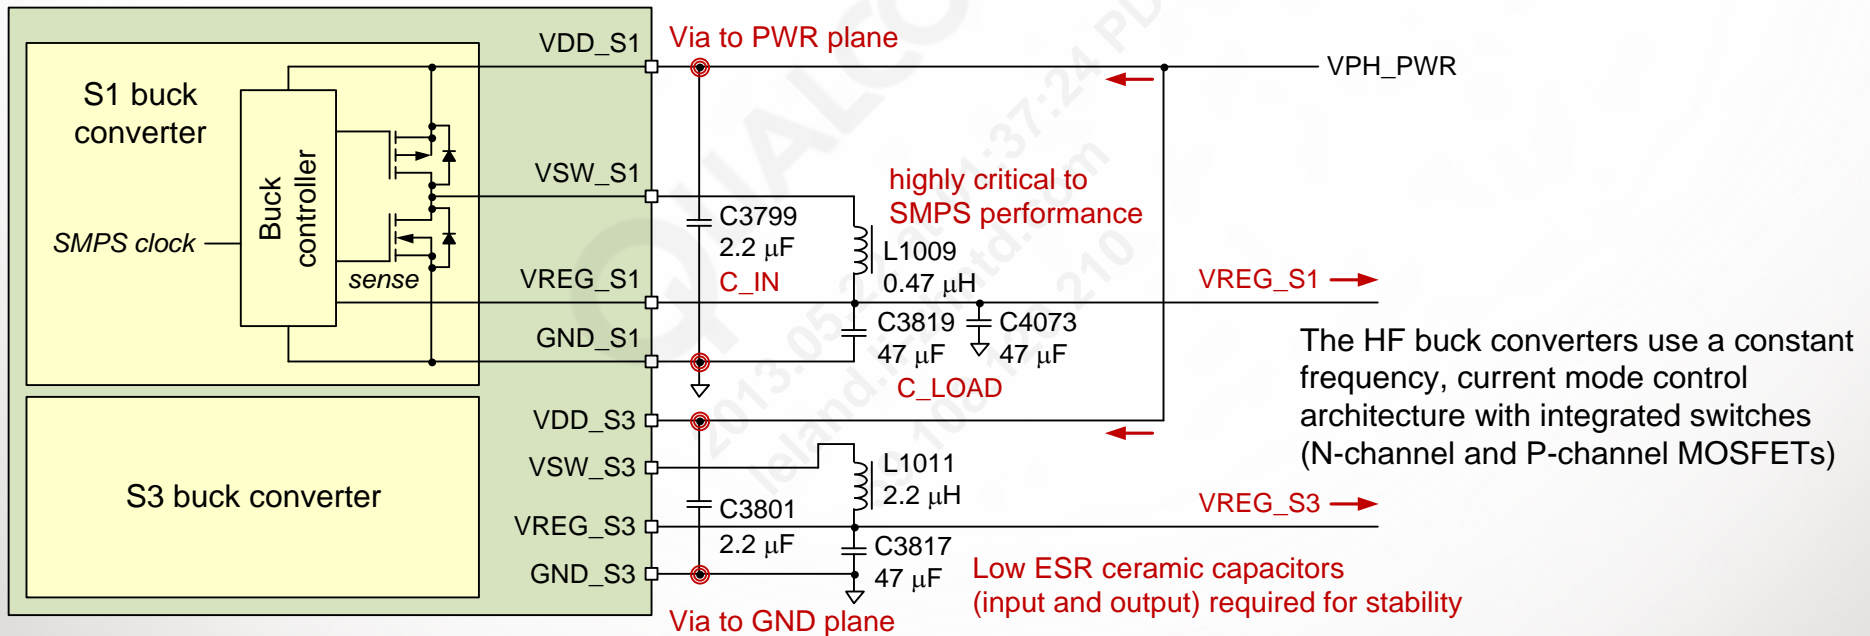 VDD_S1
Via to PWR plane
VPH_PWR
S1 buck
converter
Buck
controller
SMPS clock
sense
VSW_S1
highly critical to
SMPS performance
C3799
2.2 μF
C_IN
L1009
0.47 μH
VREG_S1
VREG_S1
C3819
47 μF
C4073
47 μF
C_LOAD
GND_S1
The HF buck converters use a constant
frequency, current mode control
architecture with integrated switches
(N-channel and P-channel MOSFETs)
S3 buck converter
VDD_S3
VSW_S3
L1011
2.2 μH
C3801
2.2 μF
VREG_S3
VREG_S3
C3817
47 μF
GND_S3
Low ESR ceramic capacitors
(input and output) required for stability
Via to GND plane